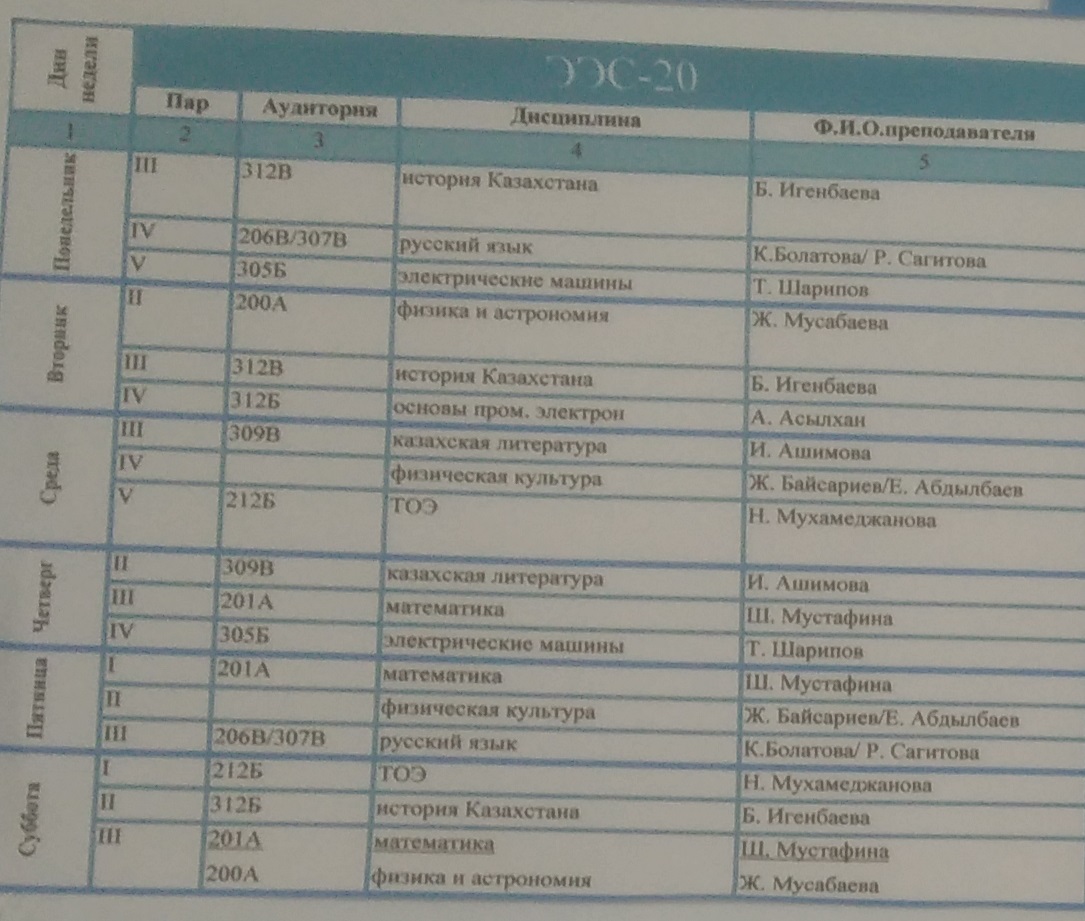 Дни недели ЭЭС-20
Пар Аудитория Дисциплина Ф.И.О.преподавателя
1 2 3 4 5
Понедельник III 312В история Казахстана Б. Игенбаева
IV 206В/307В русский язык К.Болатова/ Р. Сагитова
V 305Б электрические машины Т. Шарипов
Вторник II 200А физика и астрономия Ж. Мусабаева
III 312В история Казахстана Б. Игенбаева
IV 312Б основы пром. электрон А. Асылхан
Среда III 309В казахская литература И. Ашимова
IV физическая культура Ж. Байсариев/Е. Абдылбаев
V 212Б ТОЭ Н. Мухамеджанова
Четверг II 309В казахская литература И. Ашимова
III 201А математика Ш. Мустафина
IV 305Б электрические машины Т. Шарипов
Пятница I 201А математика Ш. Мустафина
II физическая культура Ж. Байсариев/Е. Абдылбаев
III 206В/307В русский язык К.Болатова/ Р. Сагитова
Суббота I 212Б ТОЭ Н. Мухамеджанова
II 312Б история Казахстана Б. Игенбаева
III 201А математика Ш. Мустафина
200А физика и астрономия Ж. Мусабаева